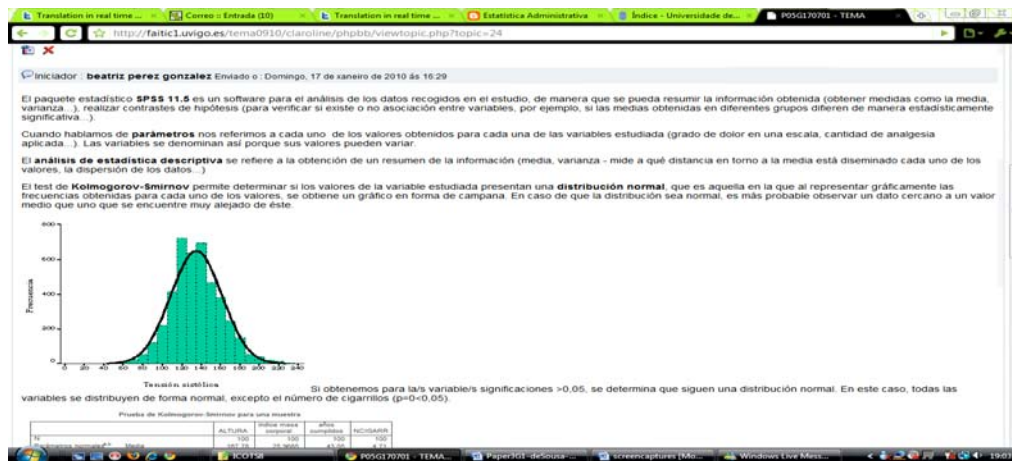 Translation in real time ...
Correo :: Entrada (10)
Translation in real time ...
Estatística Administrativa
Índice - Universidade de...
P05G170701 - TEMA
http://faitic1.uvigo.es/tema0910/claroline/phpbb/viewtopic.php?topic=24
Iniciador : beatriz perez gonzalez Enviado o : Domingo, 17 de xaneiro de 2010 ás 16:29
El paquete estadístico SPSS 11.5 es un software para el análisis de los datos recogidos en el estudio, de manera que se pueda resumir la información obtenida (obtener medidas como la media,
varianza...), realizar contrastes de hipótesis (para verificar si existe o no asociación entre variables, por ejemplo, si las medias obtenidas en diferentes grupos difieren de manera estadísticamente
significativa...).
Cuando hablamos de parámetros nos referimos a cada uno de los valores obtenidos para cada una de las variables estudiada (grado de dolor en una escala, cantidad de analgesia
aplicada...). Las variables se denominan así porque sus valores pueden variar.
El análisis de estadística descriptiva se refiere a la obtención de un resumen de la información (media, varianza - mide a qué distancia en torno a la media está diseminado cada uno de los
valores, la dispersión de los datos...)
El test de Kolmogorov-Smirnov permite determinar si los valores de la variable estudiada presentan una distribución normal, que es aquella en la que al representar gráficamente las
frecuencias obtenidas para cada uno de los valores, se obtiene un gráfico en forma de campana. En caso de que la distribución sea normal, es más probable observar un dato cercano a un valor
medio que uno que se encuentre muy alejado de éste.
800
600
400
200
0
Frecuencia
0 20 40 60 80 100 120 140 160 180 200 220 240
Tensión sistólica
Si obtenemos para la/s variable/s significaciones >0,05, se determina que siguen una distribución normal. En este caso, todas las
variables se distribuyen de forma normal, excepto el número de cigarrillos (p=0<0,05).
Prueba de Kolmogorov-Smirnov para una muestra
ALTURA índice masa corporal años cumplidos NCIGARR
N 100 100 100 100
Parámetros normales Media
ICOTS8
P05G170701 - TEMA...
Paper3G1-deSousa-...
screencaptures [Mo...
Windows Live Mess...
19:03